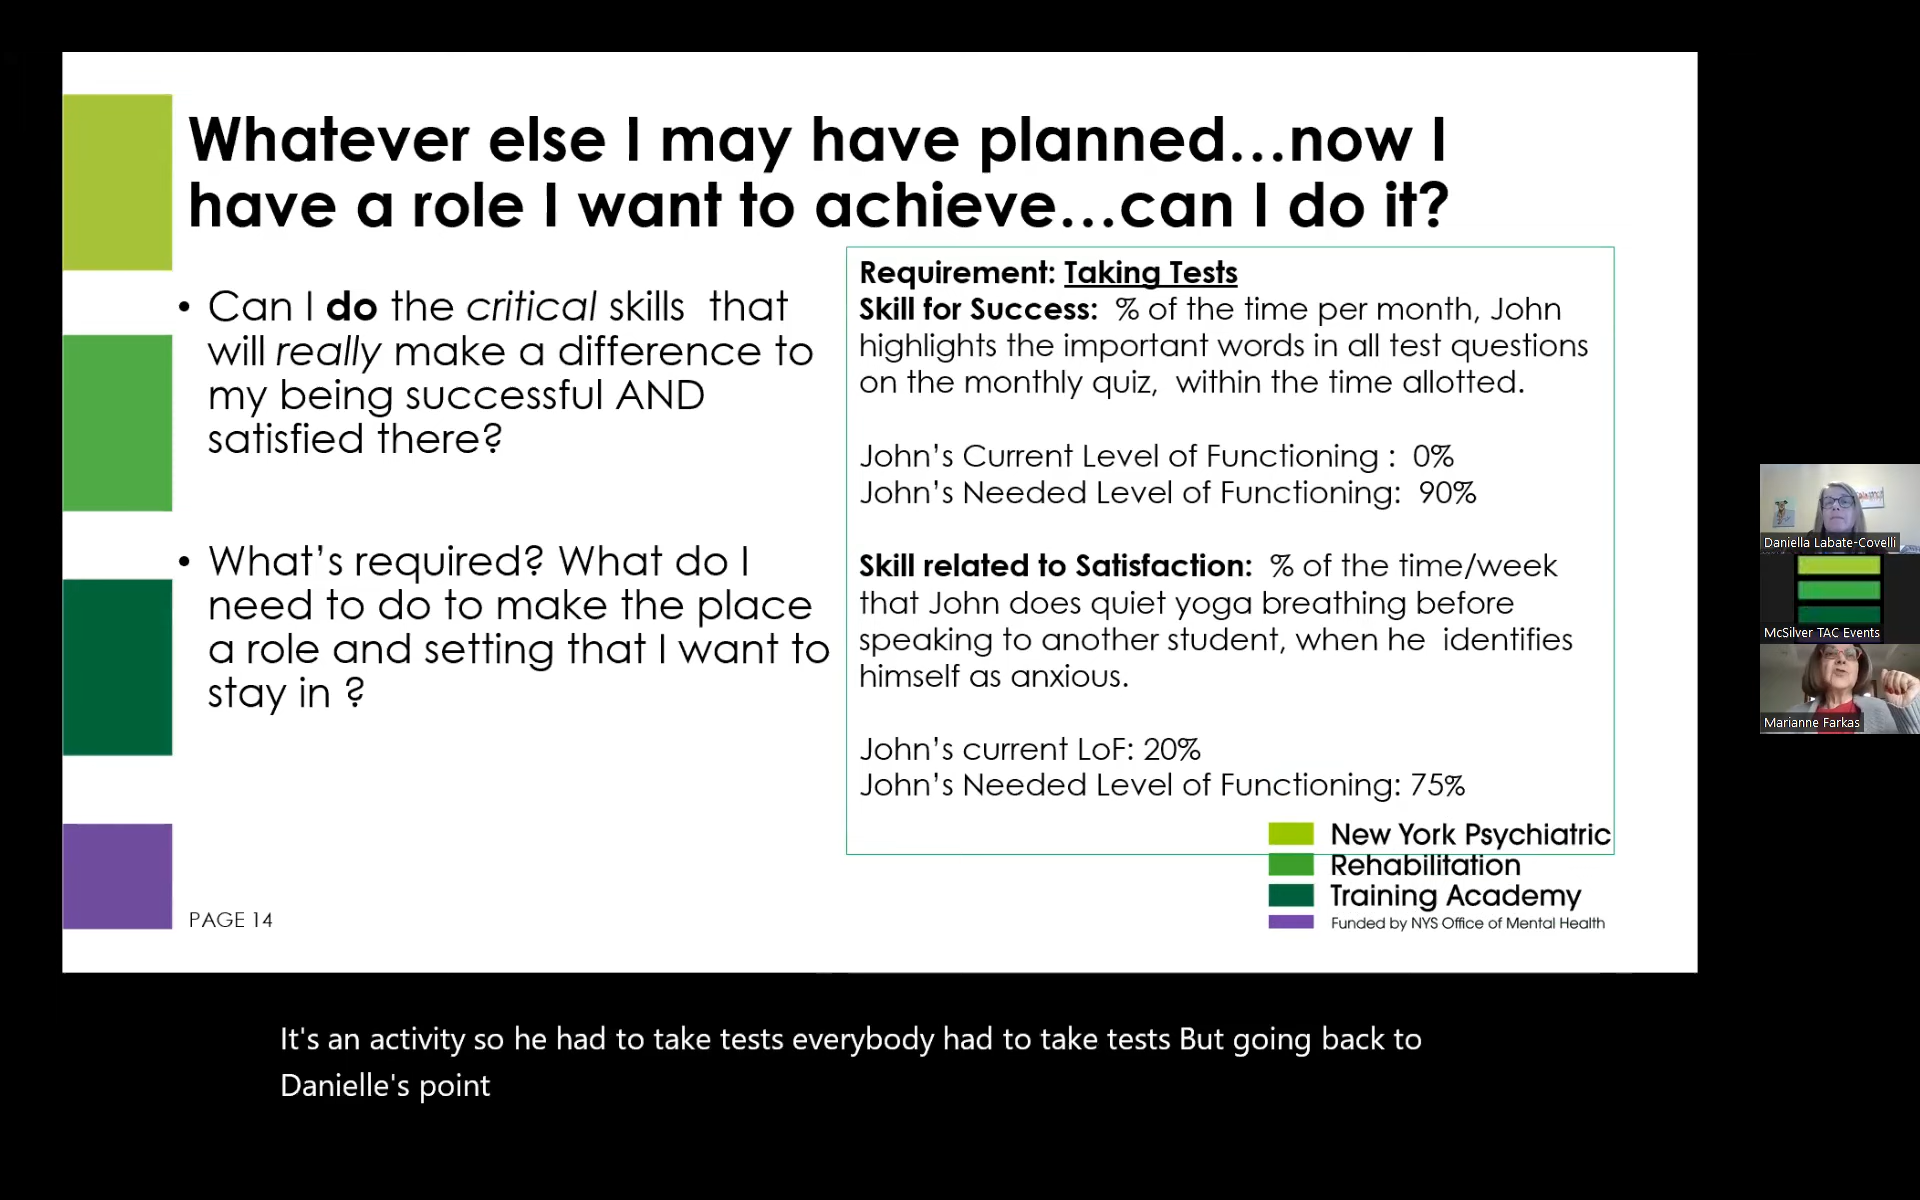 Whatever else I may have planned...now I
have a role I want to achieve...can I do it?
• Can I do the critical skills that
will really make a difference to
my being successful AND
satisfied there?
• What's required? What do I
need to do to make the place
a role and setting that I want to
stay in ?
Requirement: Taking Tests
Skill for Success: % of the time per month, John
highlights the important words in all test questions
on the monthly quiz, within the time allotted.
John's Current Level of Functioning : 0%
John's Needed Level of Functioning: 90%
Skill related to Satisfaction: % of the time/week
that John does quiet yoga breathing before
speaking to another student, when he identifies
himself as anxious.
John's current LoF: 20%
John's Needed Level of Functioning: 75%
New York Psychiatric
Rehabilitation
Training Academy
Funded by NYS Office of Mental Health
PAGE 14
Daniella Labate-Covelli
McSilver TAC Events
Marianne Farkas
It's an activity so he had to take tests everybody had to take tests But going back to
Danielle's point